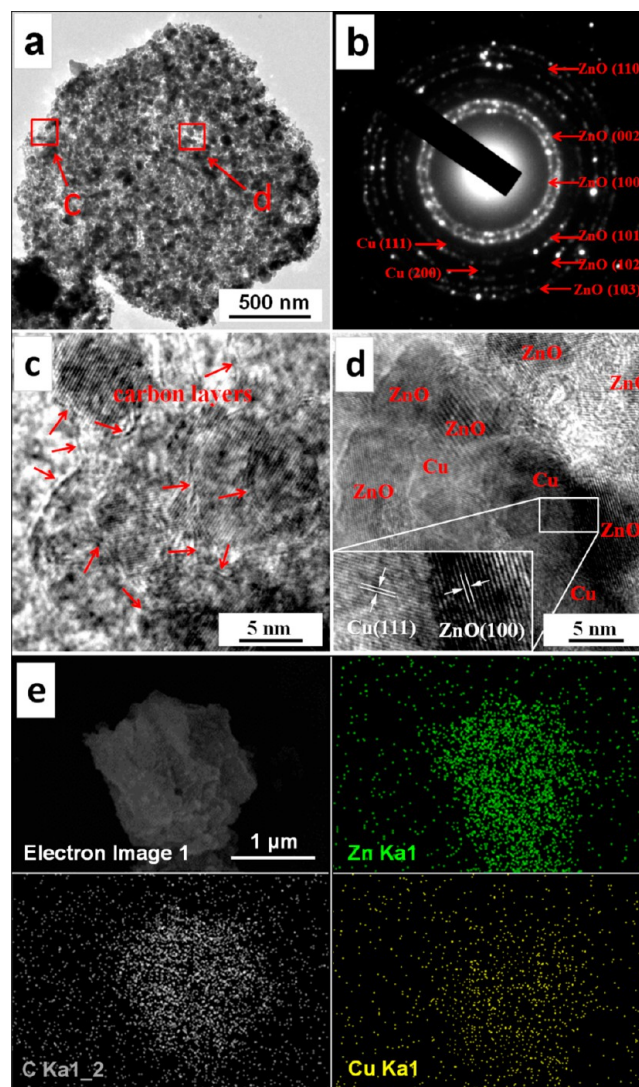 a
c
d
500 nm
b
ZnO (110
ZnO (002)
ZnO (100)
ZnO (101)
Cu (111)
ZnO (102)
Cu (200)
ZnO (103)
c
carbon layers
5 nm
d
ZnO
ZnO
ZnO
ZnO
Cu
Cu
ZnO
ZnO
Cu
Cu(111)
ZnO(100)
5 nm
e
Electron Image 1
1 μm
Zn Ka1
C Ka1_2
Cu Ka1